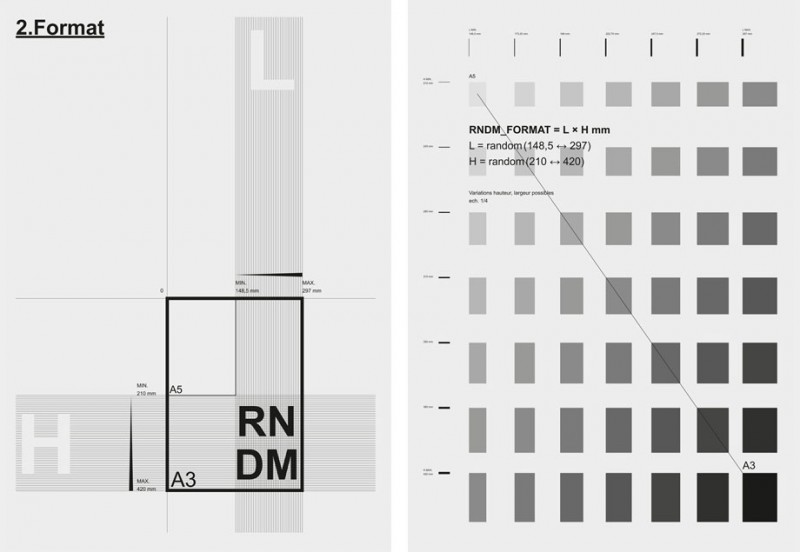 2.Format
L
MIN.
148,5 mm
MAX.
297 mm
0
A5
MIN.
210 mm
H
MAX.
420 mm
RN
DM
A3
A5
RNDM_FORMAT = L × H mm
L = random(148,5 ↔ 297)
H = random(210 ↔ 420)
Variations hauteur, largeur possibles
ech. 1/4
A3